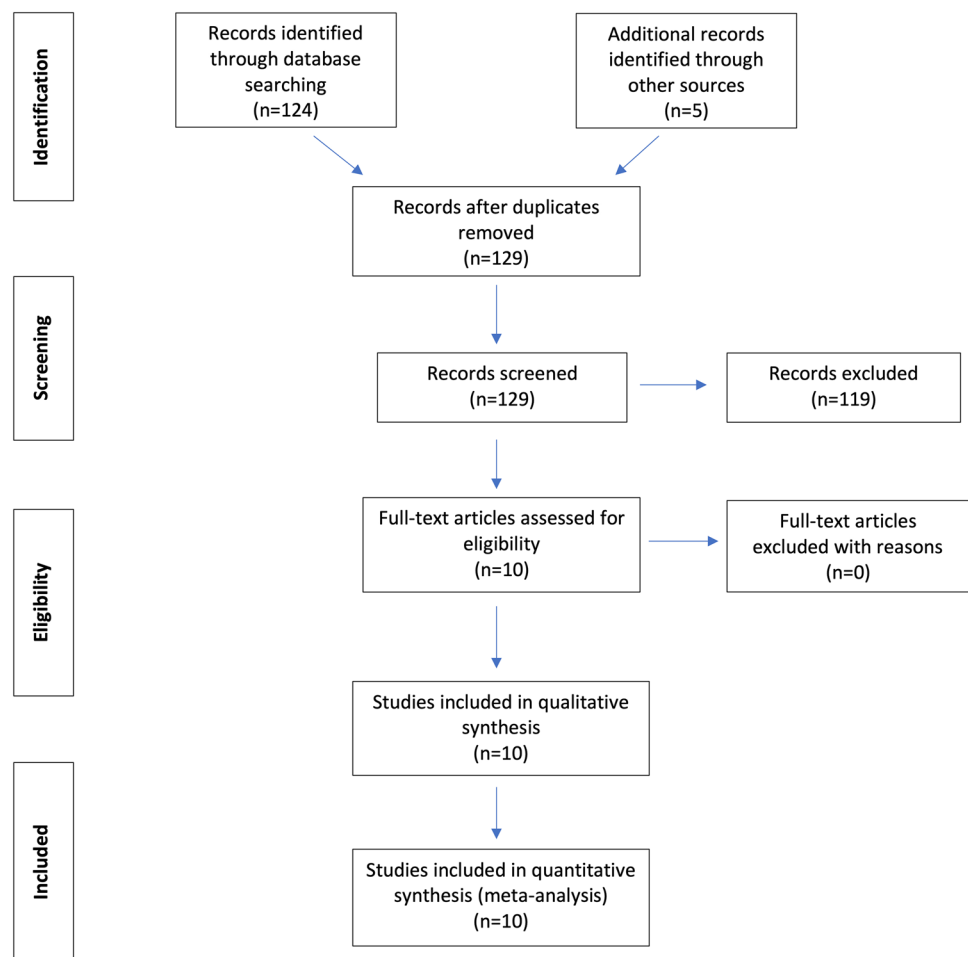 Identification
Records identified
through database
searching
(n=124)
Additional records
identified through
other sources
(n=5)
Records after duplicates
removed
(n=129)
Screening
Records screened
(n=129)
Records excluded
(n=119)
Eligibility
Full-text articles assessed for
eligibility
(n=10)
Full-text articles
excluded with reasons
(n=0)
Studies included in qualitative
synthesis
(n=10)
Included
Studies included in quantitative
synthesis (meta-analysis)
(n=10)